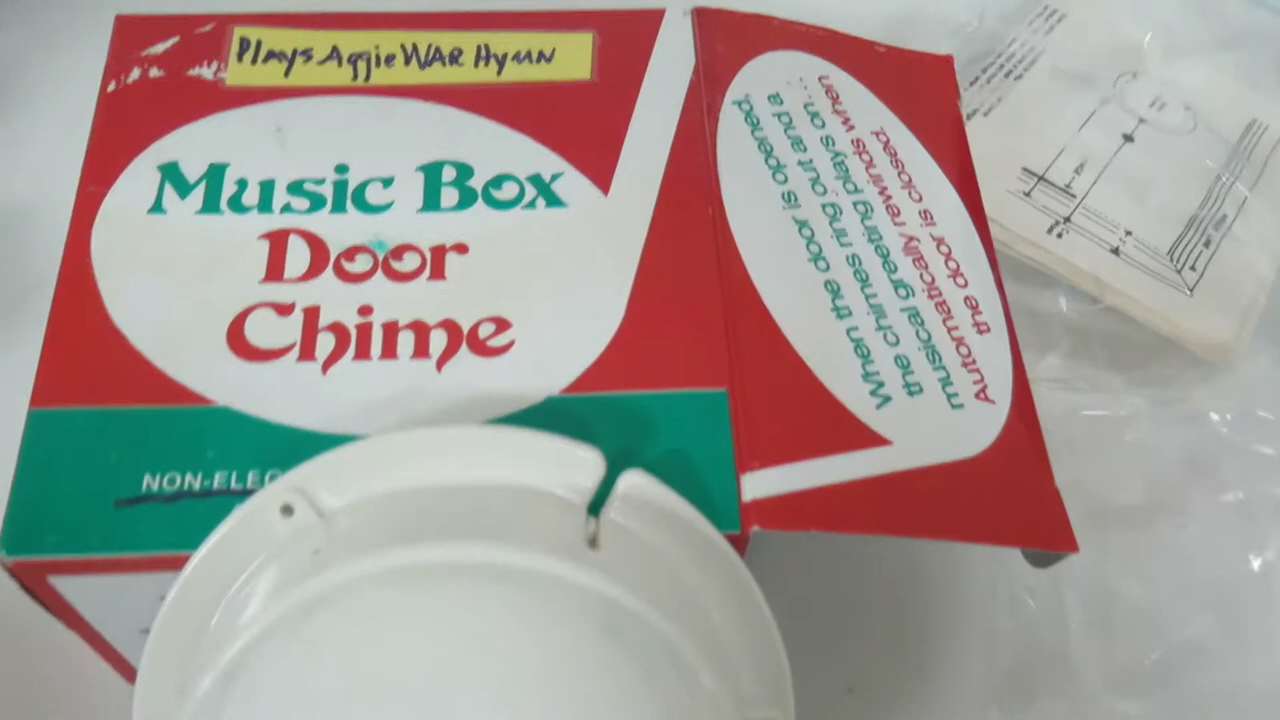 Plays Aggie WAR Hymn
Music Box
Door
Chime
NON-ELEC
When the door is opened,
the chimes ring out and a
musical greeting plays on...
Automatically rewinds when
the door is closed.